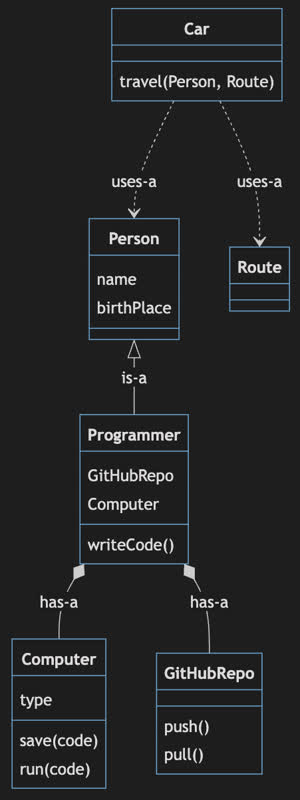 Car
travel(Person, Route)
uses-a
uses-a
Person
name
birthPlace
Route
is-a
Programmer
GitHubRepo
Computer
writeCode()
has-a
has-a
Computer
type
save(code)
run(code)
GitHubRepo
push()
pull()